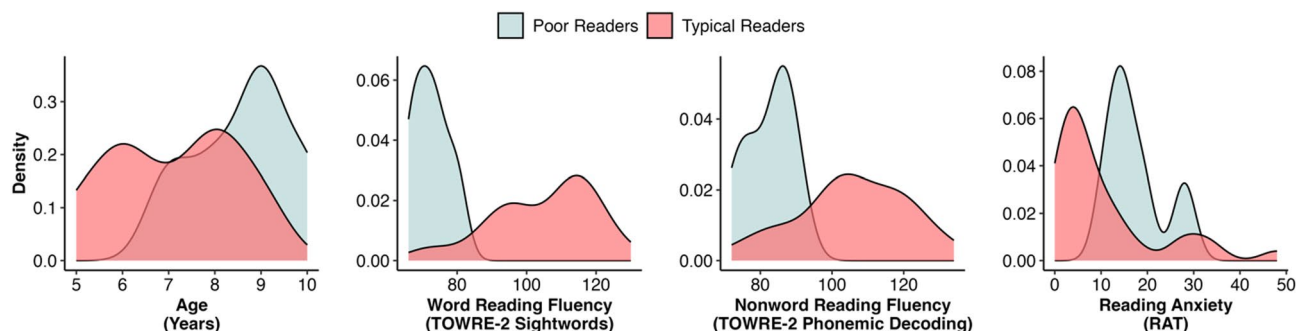 Poor Readers Typical Readers
Density
0.3
0.2
0.1
0.0
5 6 7 8 9 10
Age
(Years)
0.06
0.04
0.02
0.00
80 100 120
Word Reading Fluency
(TOWRE-2 Sightwords)
0.04
0.02
0.00
80 100 120
Nonword Reading Fluency
(TOWRE-2 Phonemic Decoding)
0.08
0.06
0.04
0.02
0.00
0 10 20 30 40 50
Reading Anxiety
(RAT)